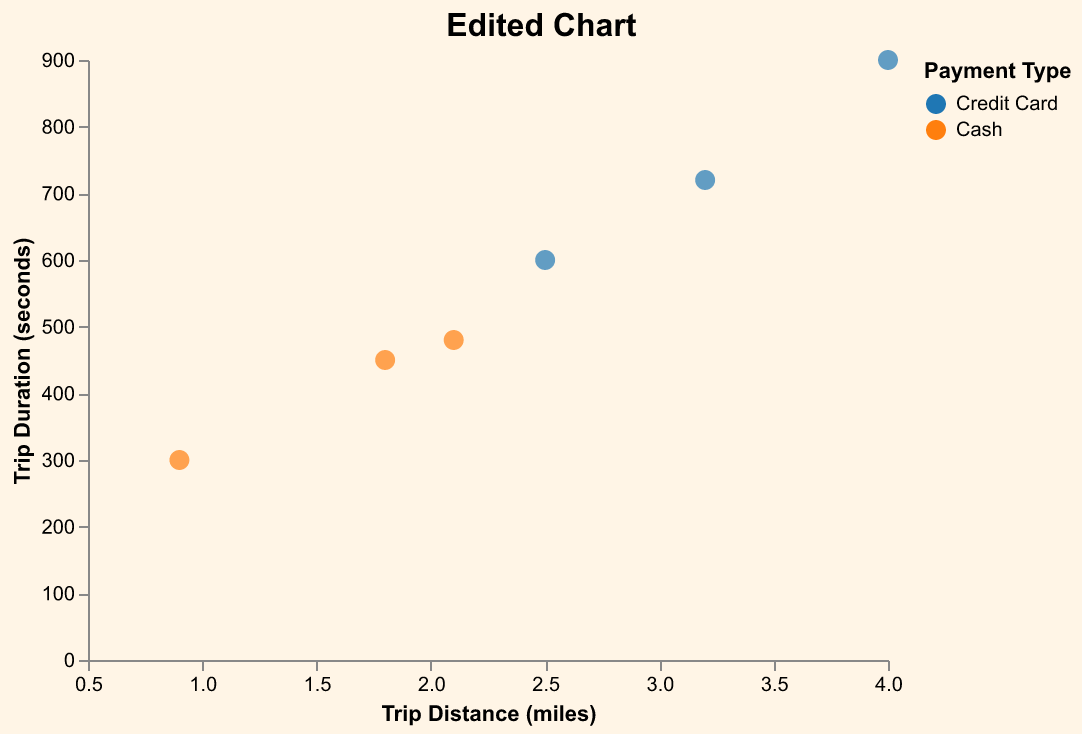 Edited Chart
Payment Type
Credit Card
Cash
Trip Duration (seconds)
900
800
700
600
500
400
300
200
100
0
0.5 1.0 1.5 2.0 2.5 3.0 3.5 4.0
Trip Distance (miles)